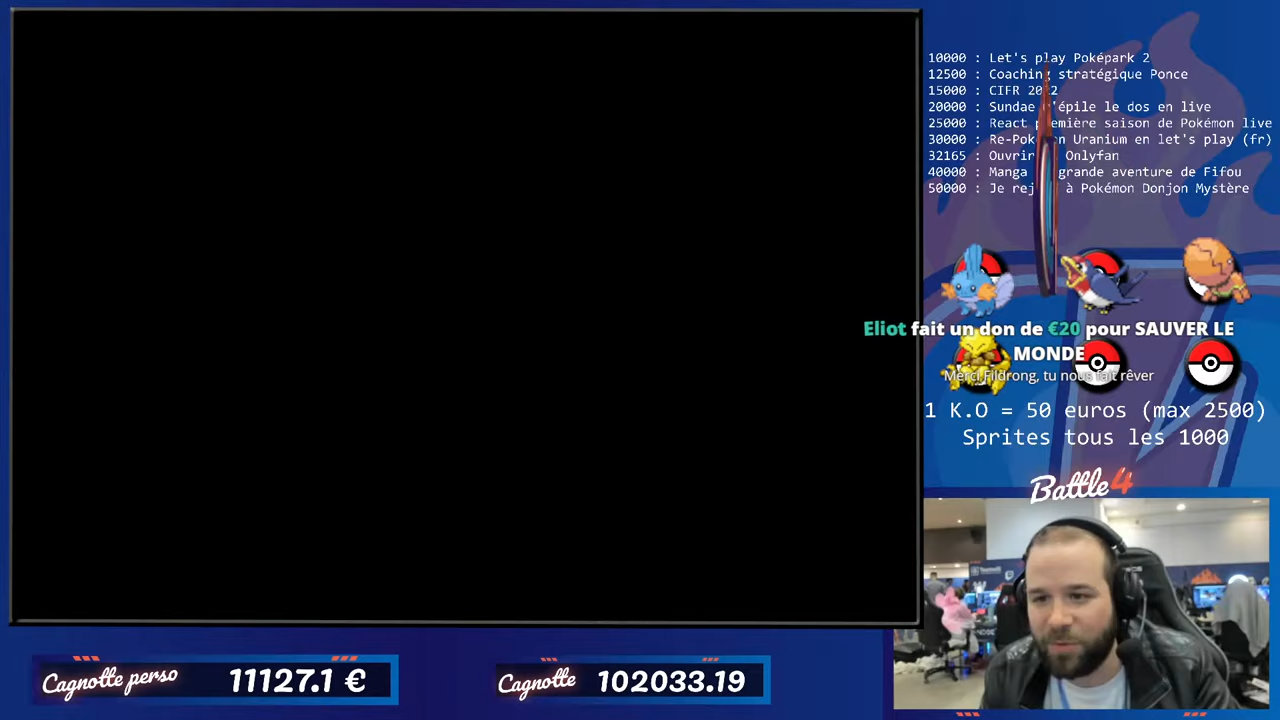 10000 : Let's play Poképark 2
12500 : Coaching stratégique Ponce
15000 : CIFR
20000 : Sundae épile le dos en live
25000 : React première saison de Pokémon live
30000 : Uranium en let's play (fr)
32165 : Ouvrir Onlyfan
40000 : Manga grande aventure de Fifou
50000 : Je à Pokémon Donjon Mystère
Eliot fait un don de €20 pour SAUVER LE
MONDE
Merci Fildrong, tu nous fait rêver
1 K.O = 50 euros (max 2500)
Sprites tous les 1000
Battle4
Cagnotte perso 11127.1 €
Cagnotte 102033.19